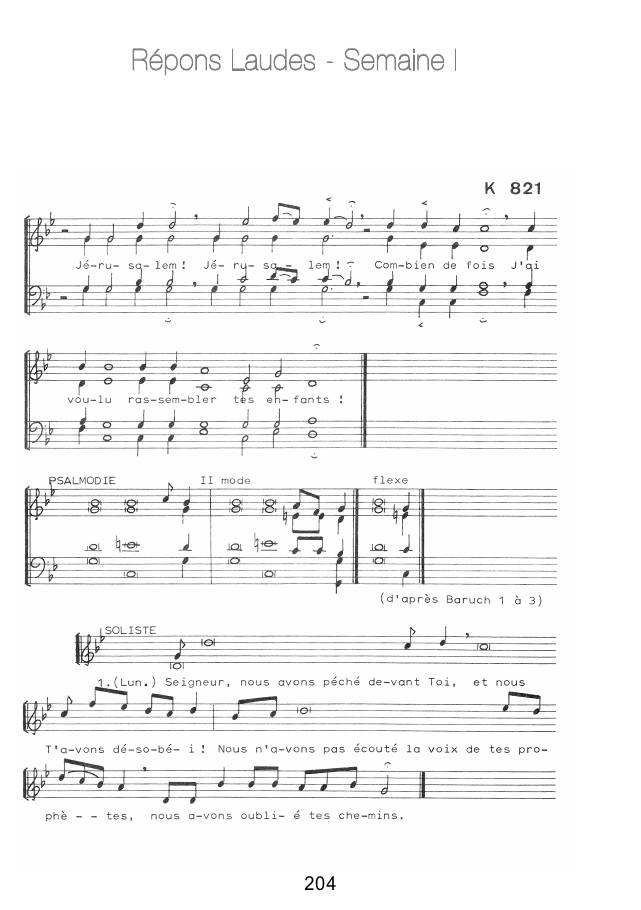 Répons Laudes - Semaine I
K 821
Jé-ru-sa-lem! Jé-ru-sa - lem! Com-bien de fois J'ai
vou-lu ras-sem-bler tes en-fants !
PSALMODIE II mode flexe
(d'après Baruch 1 à 3)
SOLISTE
1.(Lun.) Seigneur, nous avons péché de-vant Toi, et nous
T'a-vons dé-so-bé-i! Nous n'a-vons pas écouté la voix de tes pro-
phè - - tes, nous a-vons oubli-é tes che-mins.
204